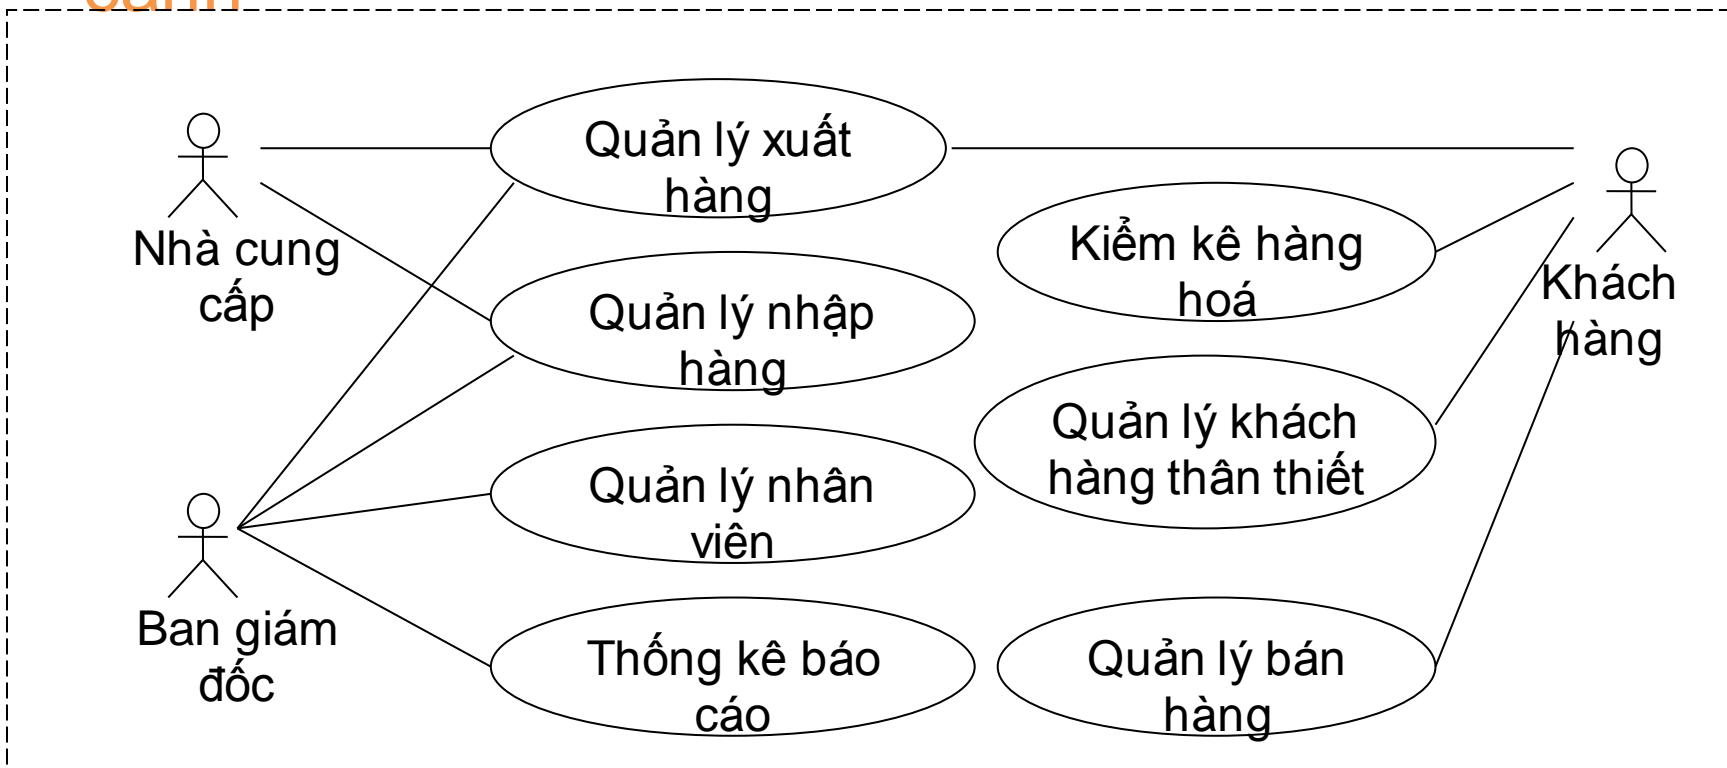 Quản lý xuất
hàng
Nhà cung
cấp
Kiểm kê hàng
hoá
Khách
hàng
Quản lý nhập
hàng
Quản lý khách
hàng thân thiết
Quản lý nhân
viên
Ban giám
đốc
Thống kê báo
cáo
Quản lý bán
hàng